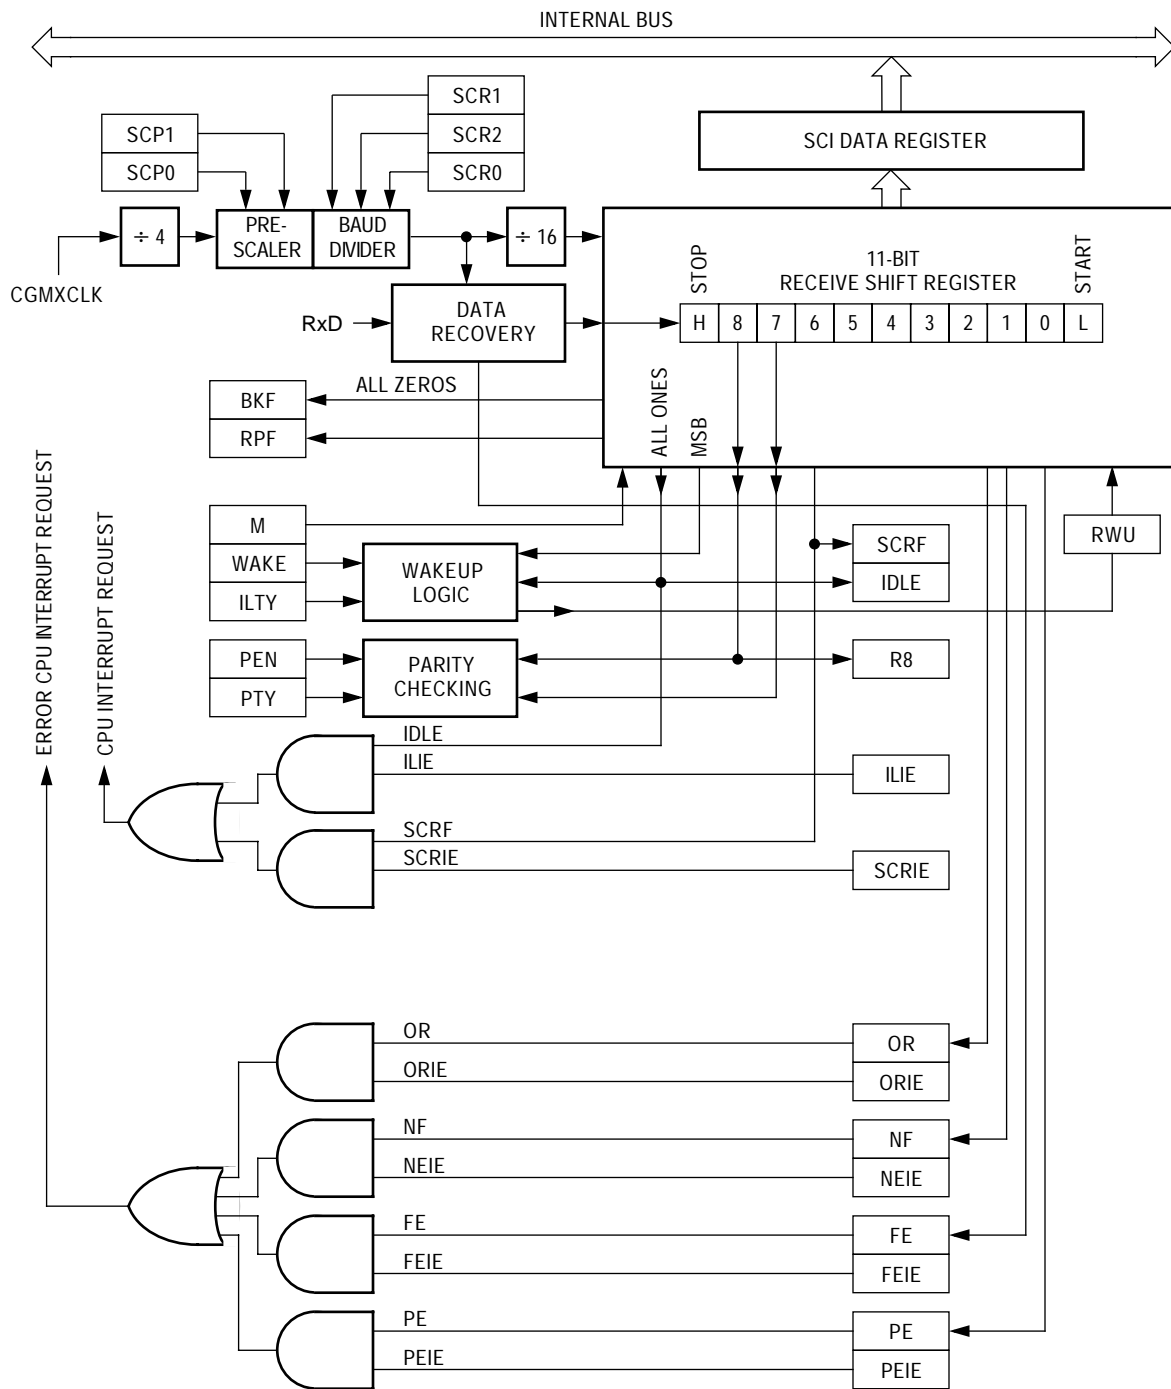 INTERNAL BUS
SCR1
SCP1
SCR2
SCI DATA REGISTER
SCP0
SCR0
÷ 4
PRE-
SCALER
BAUD
DIVIDER
÷ 16
STOP
11-BIT
RECEIVE SHIFT REGISTER
START
CGMXCLK
RxD
DATA
RECOVERY
H 8 7 6 5 4 3 2 1 0 L
ALL ZEROS
BKF
RPF
ALL ONES
MSB
M
WAKE
ILTY
WAKEUP
LOGIC
SCRF
IDLE
RWU
PEN
PTY
PARITY
CHECKING
R8
ERROR CPU INTERRUPT REQUEST
CPU INTERRUPT REQUEST
IDLE
ILIE
ILIE
SCRF
SCRIE
SCRIE
OR
OR
ORIE
ORIE
NF
NF
NEIE
NEIE
FE
FE
FEIE
FEIE
PE
PE
PEIE
PEIE